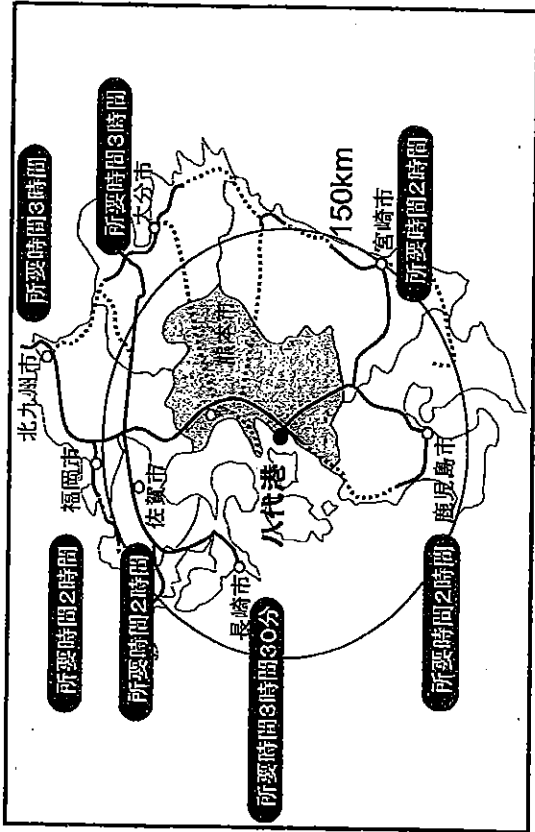 所要時間3時間
北九州市
所要時間3時間
大分市
福岡市
所要時間2時間
佐賀市
所要時間2時間
熊本市
長崎市
所要時間3時間30分
八代港
150km
宮崎市
所要時間2時間
鹿児島市
所要時間2時間